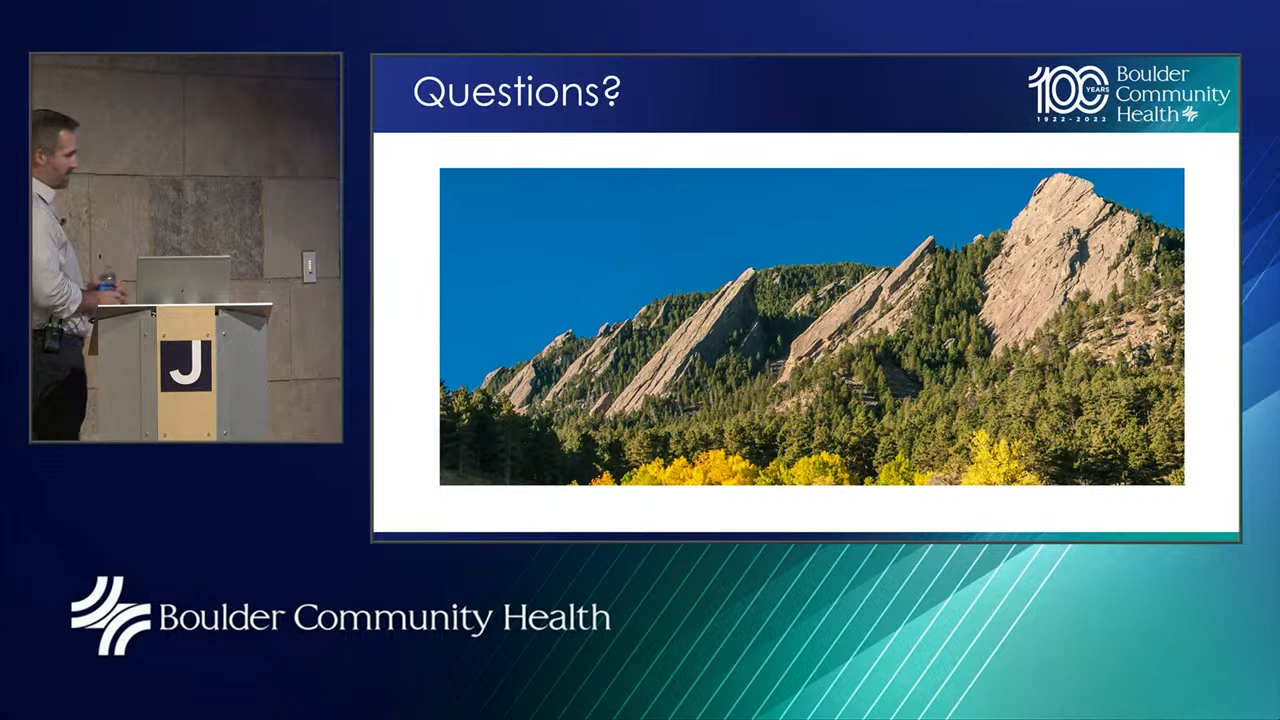 Questions?
100
YEARS
1922-2022
Boulder
Community
Health
J
Boulder Community Health